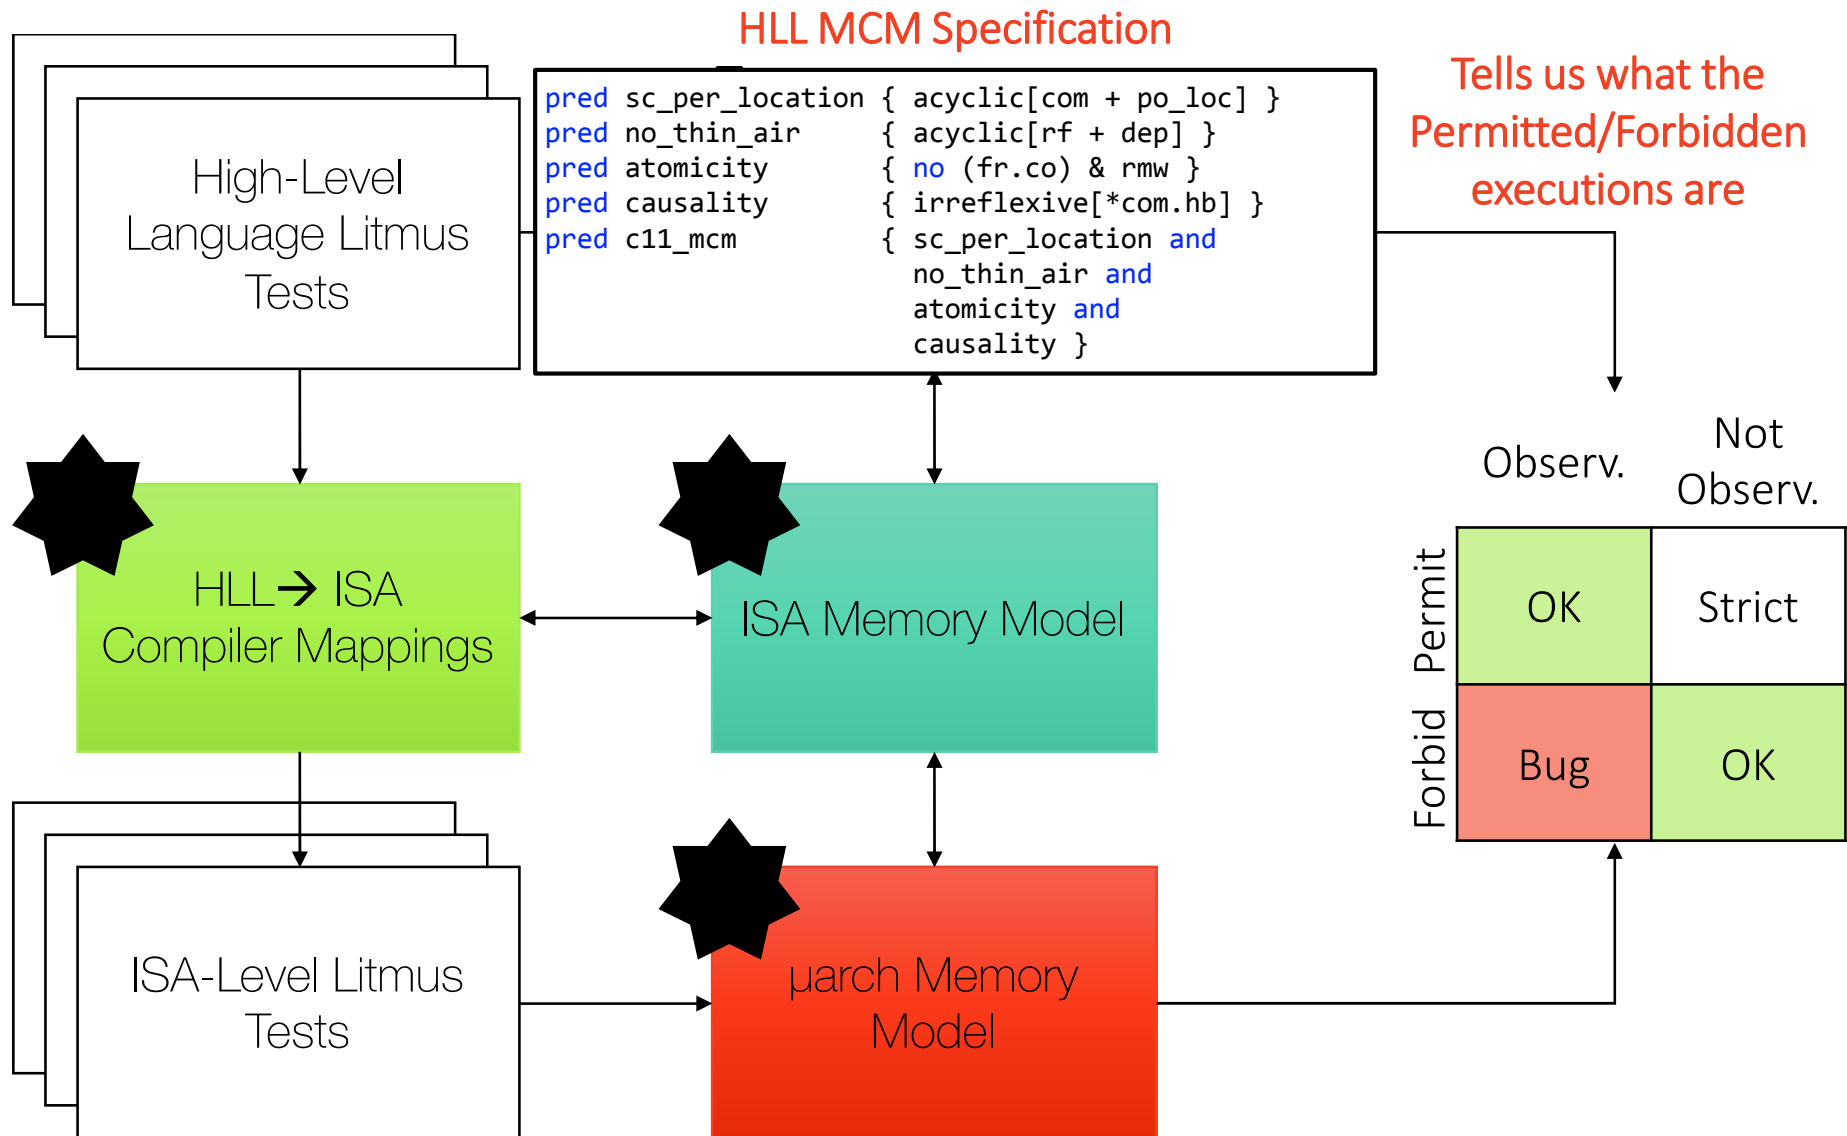 HLL MCM Specification
Tells us what the
Permitted/Forbidden
executions are
High-Level
Language Litmus
Tests
pred sc_per_location { acyclic[com + po_loc] }
pred no_thin_air { acyclic[rf + dep] }
pred atomicity { no (fr.co) & rmw }
pred causality { irreflexive[*com.hb] }
pred c11_mcm { sc_per_location and
no_thin_air and
atomicity and
causality }
HLL→ ISA
Compiler Mappings
ISA Memory Model
Observ.
Not
Observ.
Permit
OK
Strict
Forbid
Bug
OK
ISA-Level Litmus
Tests
µarch Memory
Model